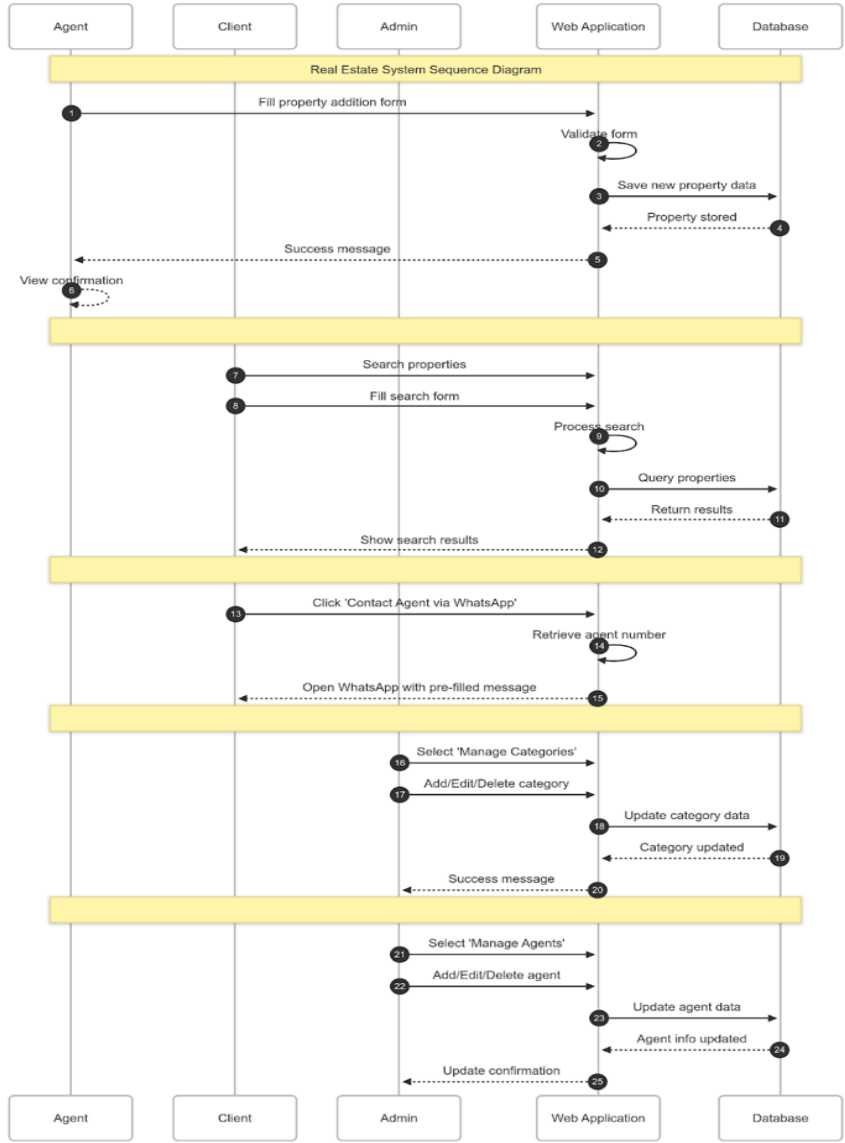 Agent Client Admin Web Application Database
Real Estate System Sequence Diagram
Fill property addition form
1
Validate form
2
Save new property data
3
Property stored
4
Success message
5
View confirmation
6
Search properties
7
Fill search form
8
Process search
9
Query properties
10
Return results
11
Show search results
12
Click 'Contact Agent via WhatsApp'
13
Retrieve agent number
14
Open WhatsApp with pre-filled message
15
Select 'Manage Categories'
16
Add/Edit/Delete category
17
Update category data
18
Category updated
19
Success message
20
Select 'Manage Agents'
21
Add/Edit/Delete agent
22
Update agent data
23
Agent info updated
24
Update confirmation
25
Agent Client Admin Web Application Database